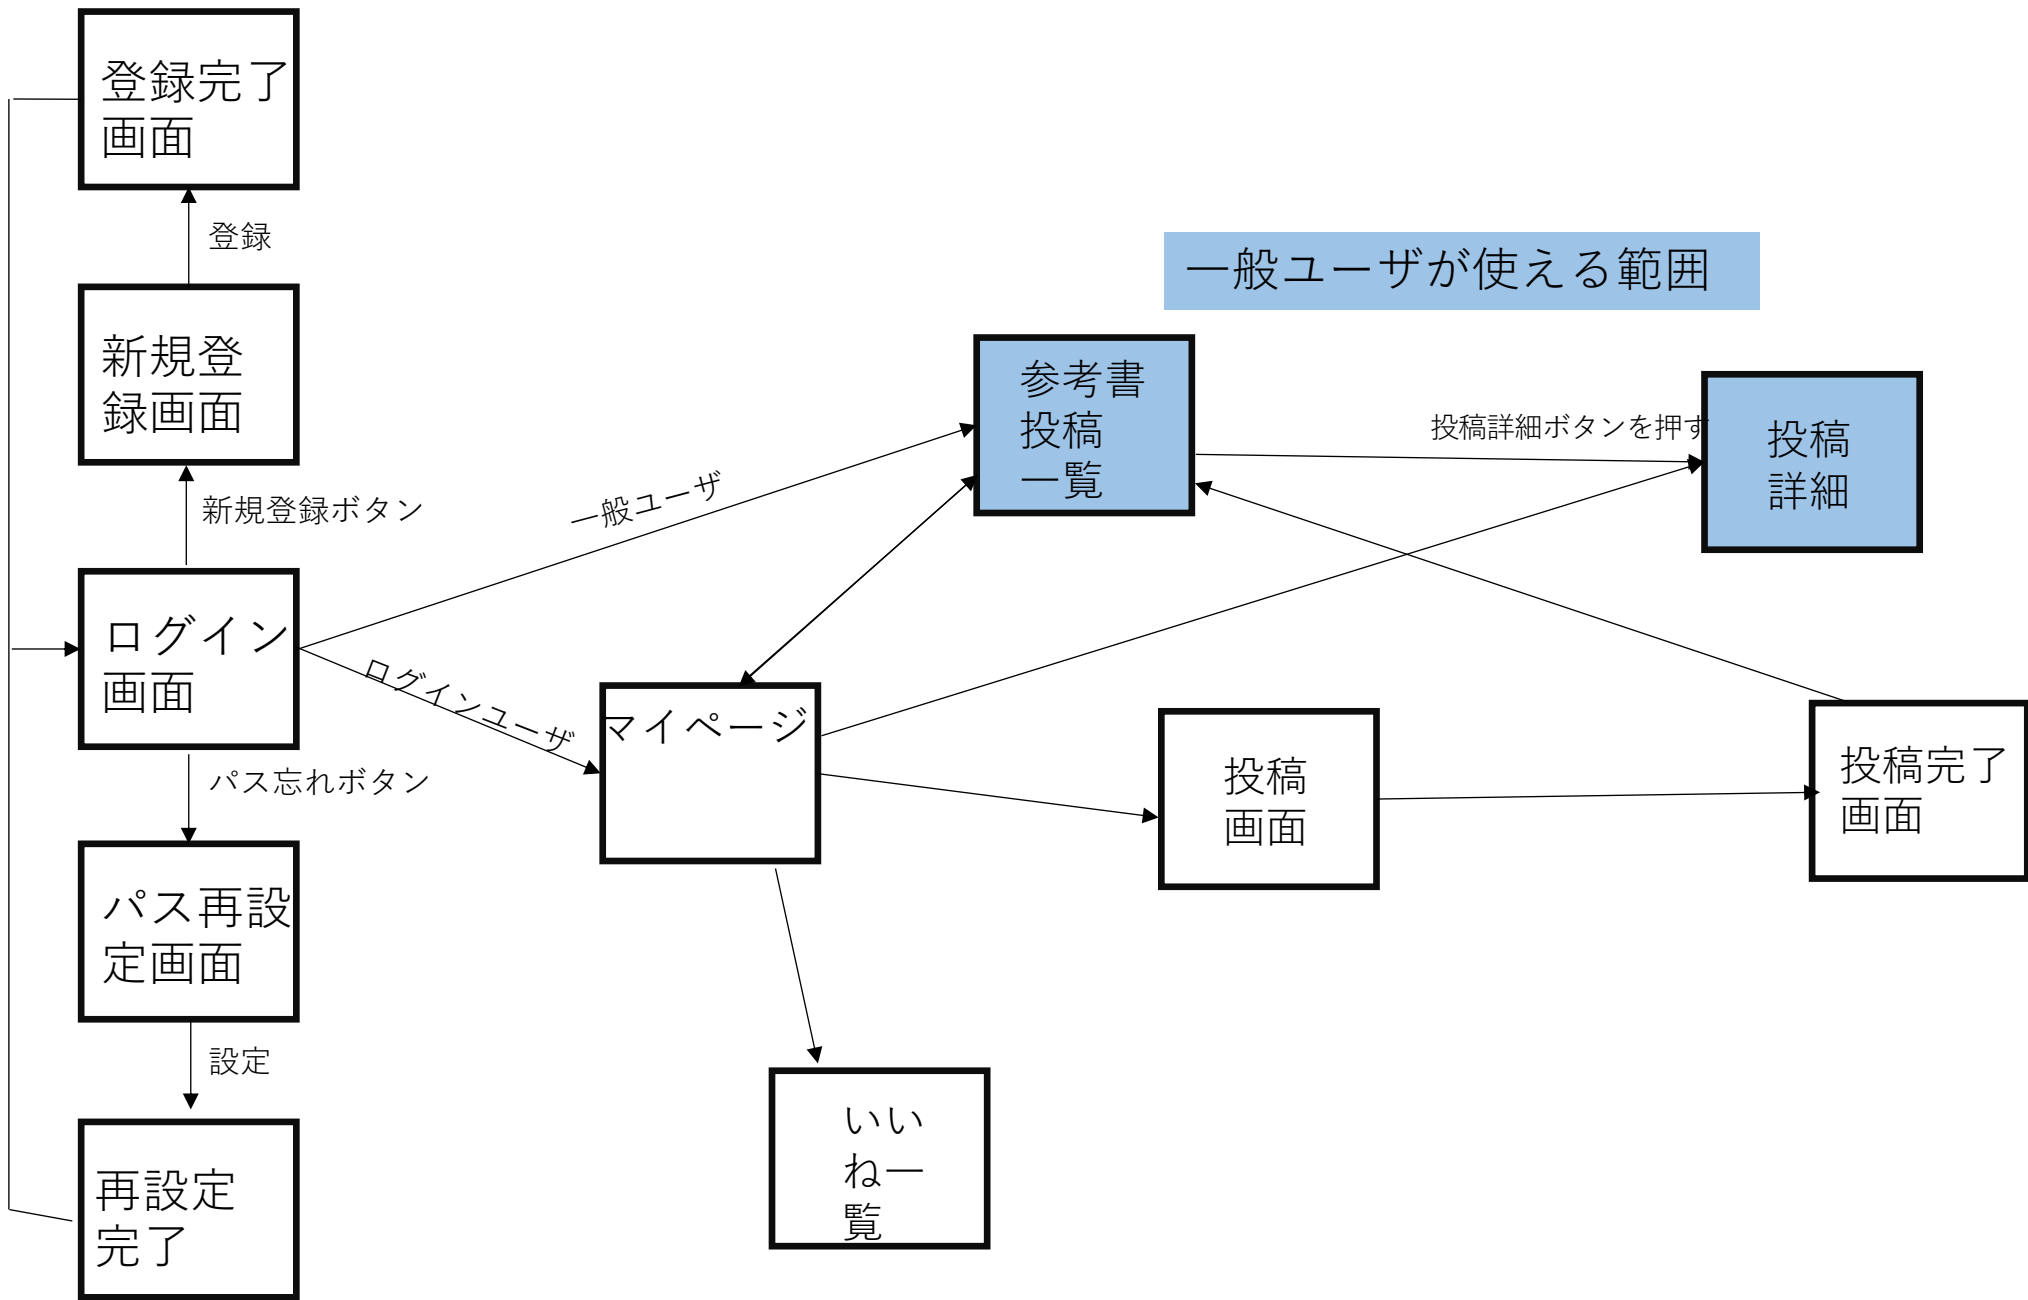 登録完了
画面
登録
一般ユーザが使える範囲
新規登
録画面
参考書
投稿
一覧
投稿詳細ボタンを押す
投稿
詳細
新規登録ボタン
一般ユーザ
ログイン
画面
ログインユーザ
マイページ
投稿
画面
投稿完了
画面
パス忘れボタン
パス再設
定画面
設定
いい
ね一
覧
再設定
完了